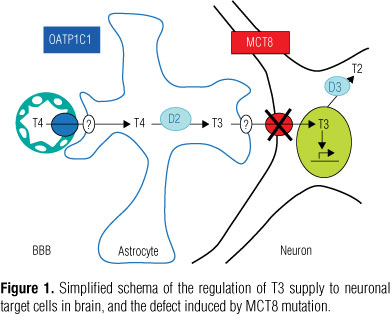 OATP1C1
MCT8
T2
D3
T4 ? T4 D2 T3 ? T3
BBB Astrocyte Neuron
Figure 1. Simplified schema of the regulation of T3 supply to neuronal
target cells in brain, and the defect induced by MCT8 mutation.